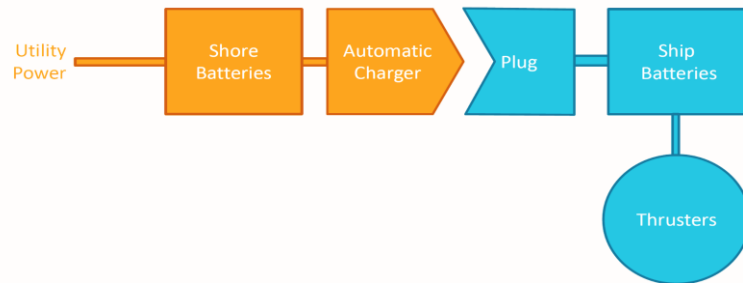 Utility
Power
Shore
Batteries
Automatic
Charger
Plug
Ship
Batteries
Thrusters